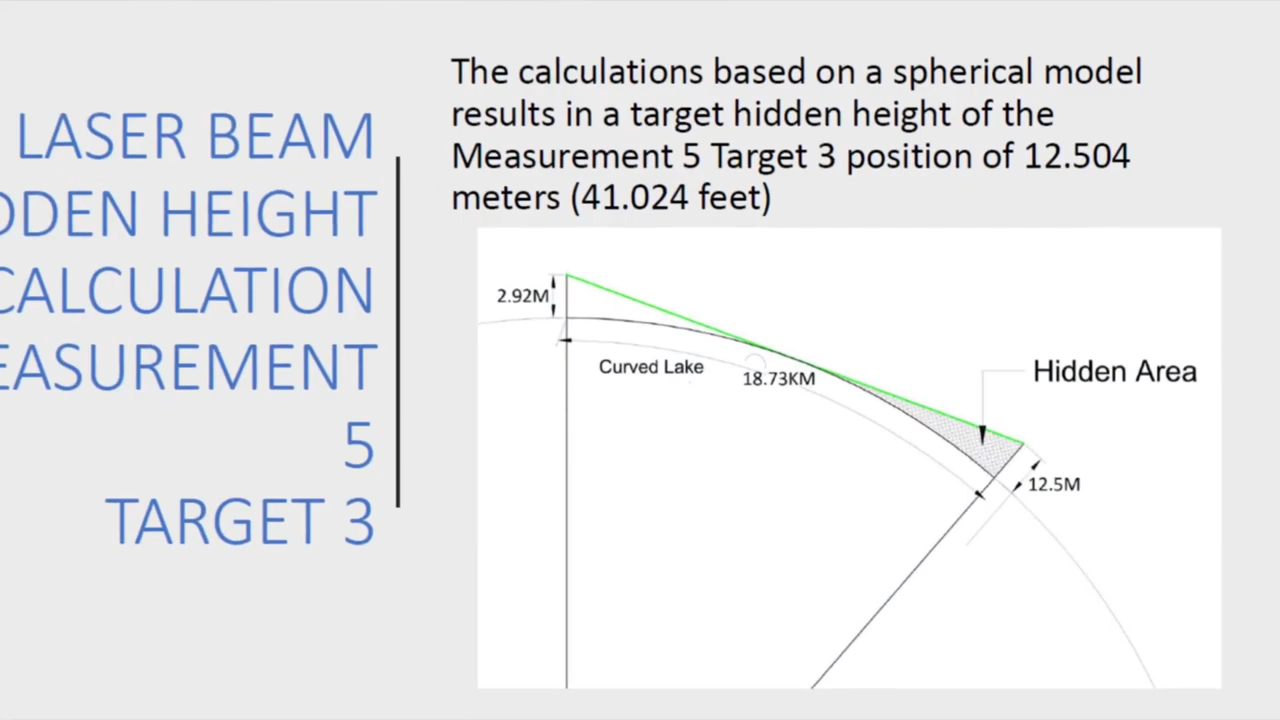 LASER BEAM
DDEN HEIGHT
CALCULATION
EASUREMENT
5
TARGET 3
The calculations based on a spherical model
results in a target hidden height of the
Measurement 5 Target 3 position of 12.504
meters (41.024 feet)
2.92M
Curved Lake
18.73KM
Hidden Area
12.5M